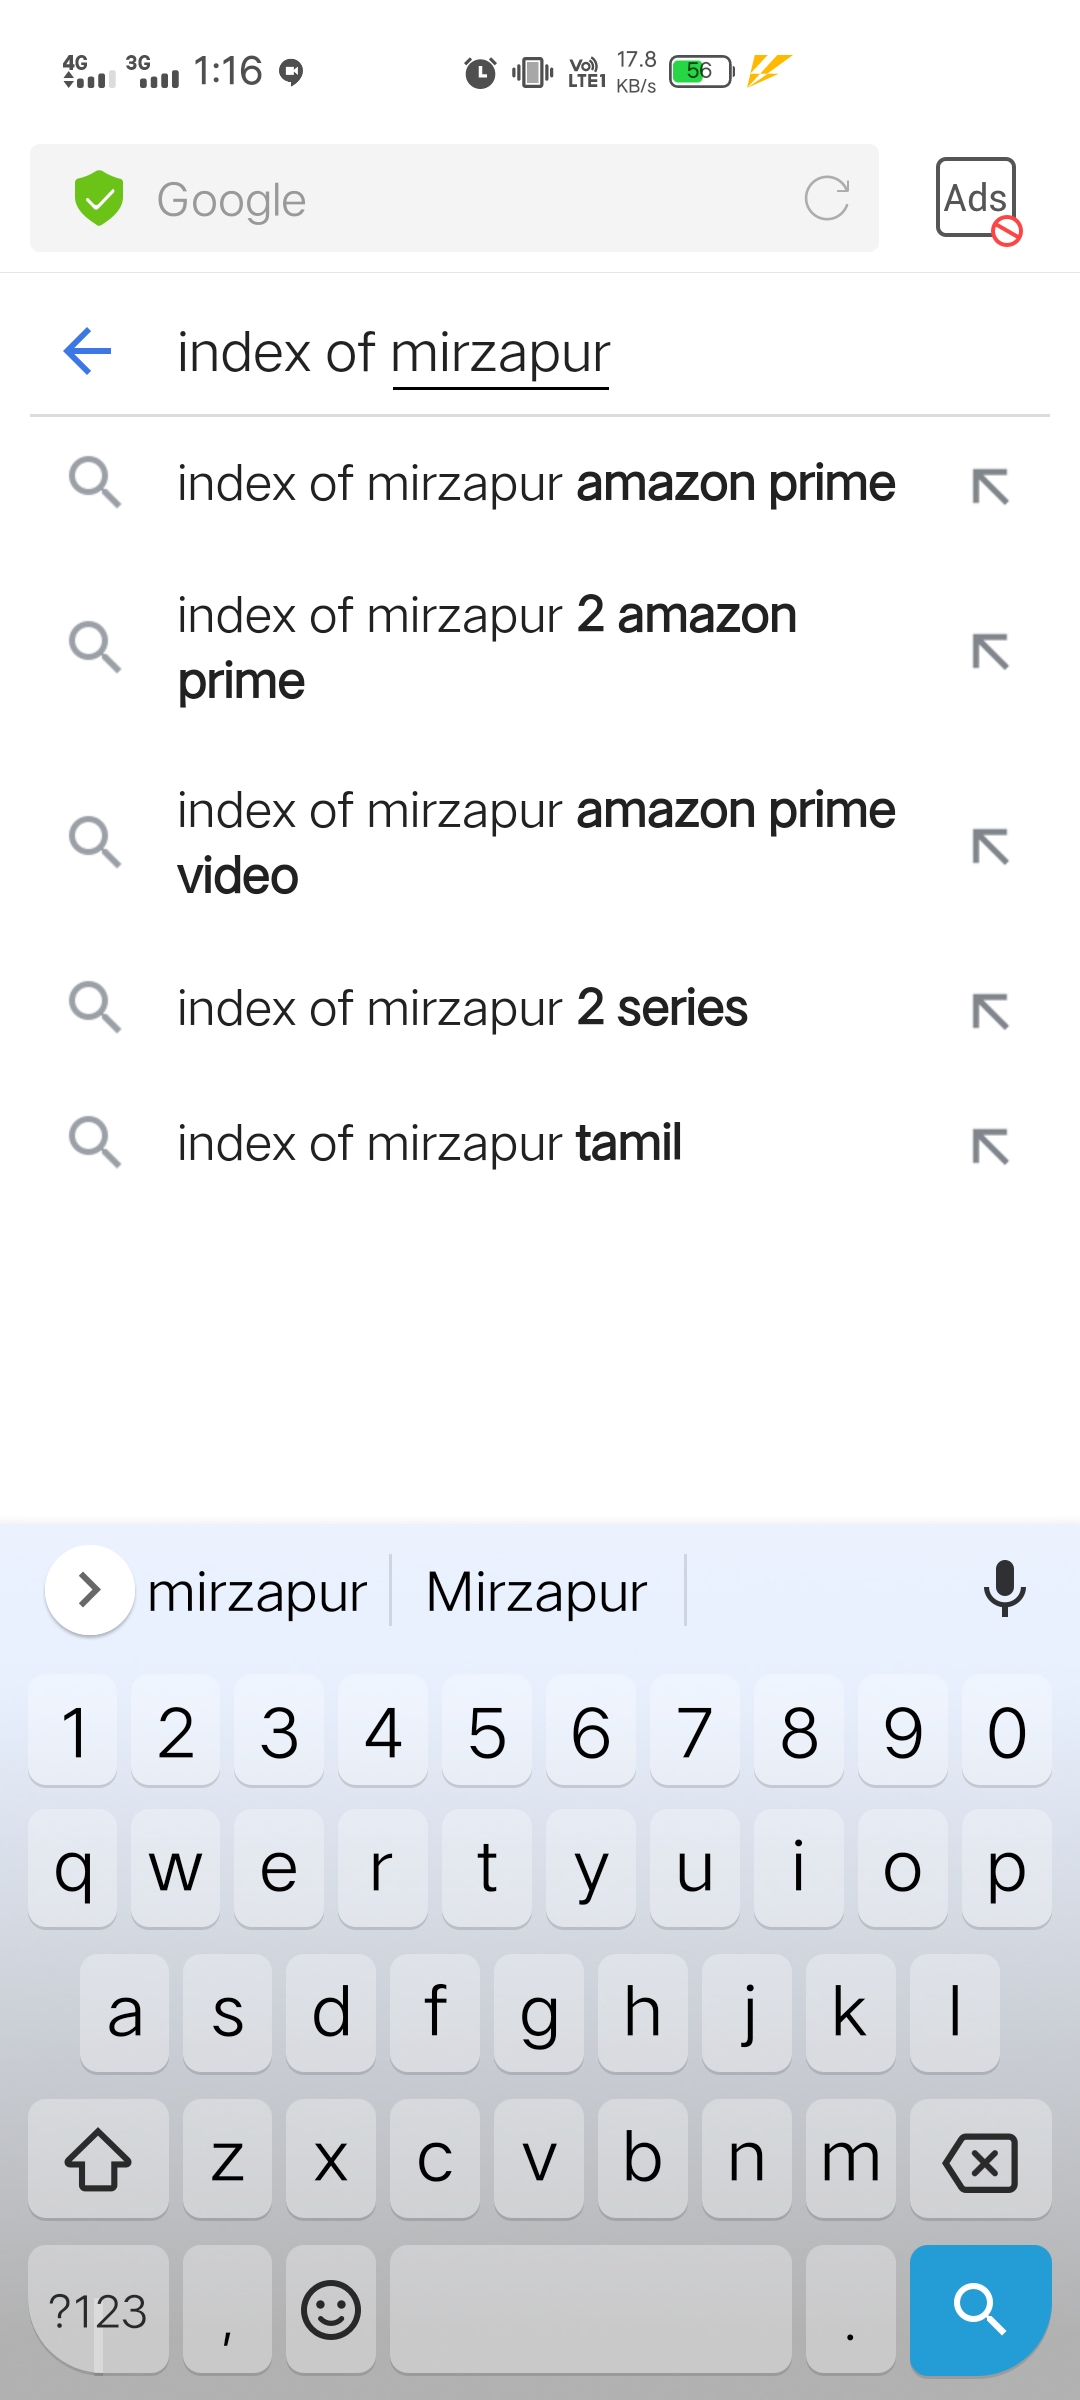 4G 3G 1:16 Vo)) LTE1 17.8 KB/s 56
Google
Ads
index of mirzapur
index of mirzapur amazon prime
index of mirzapur 2 amazon
prime
index of mirzapur amazon prime
video
index of mirzapur 2 series
index of mirzapur tamil
mirzapur Mirzapur
1 2 3 4 5 6 7 8 9 0
q w e r t y u i o p
a s d f g h j k l
z x c v b n m
?123 , .